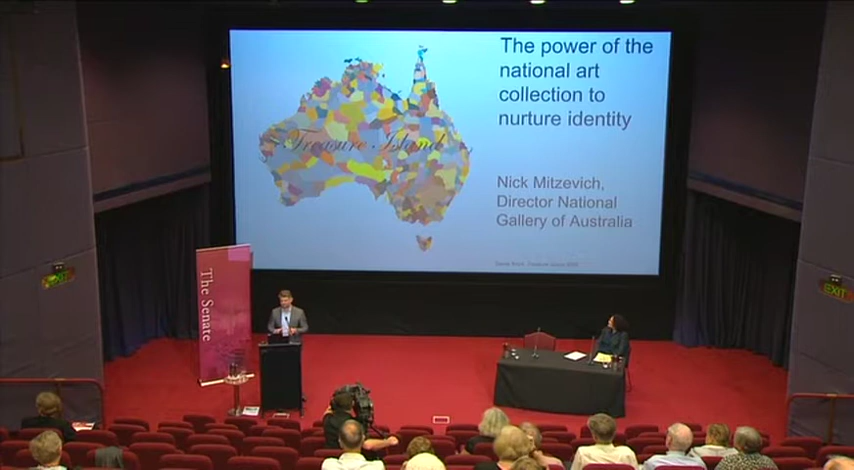 The power of the
national art
collection to
nurture identity
Treasure Island
Nick Mitzevich,
Director National
Gallery of Australia
The Senate
EXIT
EXIT